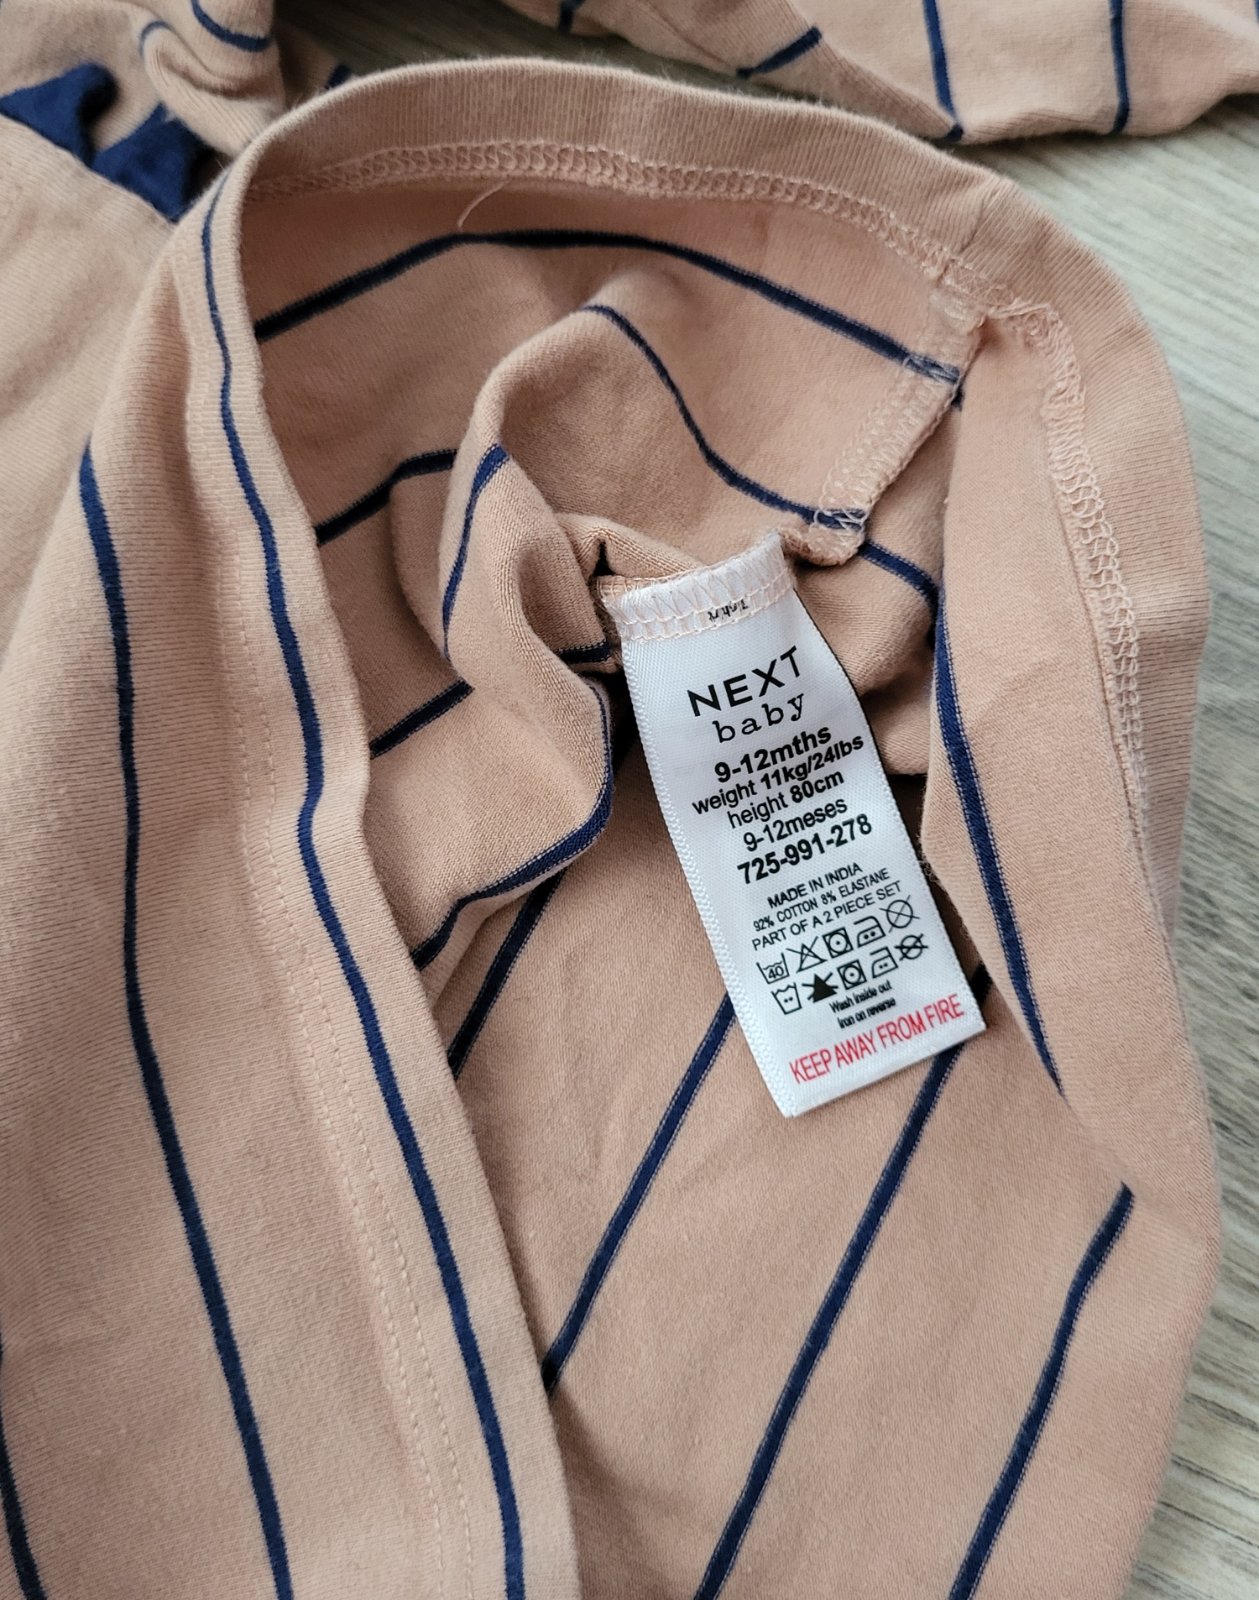 NEXT
baby
9-12mths
weight 11kg/24lbs
height 80cm
9-12meses
725-991-278
MADE IN INDIA
92% COTTON 8% ELASTANE
PART OF A 2 PIECE SET
40
Wash inside out
iron on reverse
KEEP AWAY FROM FIRE